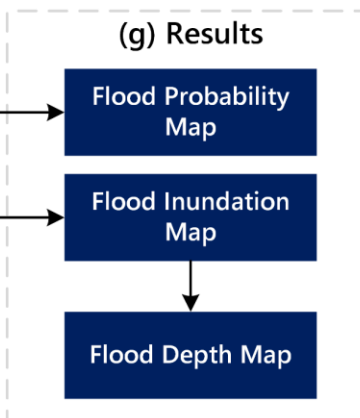 (g) Results
Flood Probability
Map
Flood Inundation
Map
Flood Depth Map